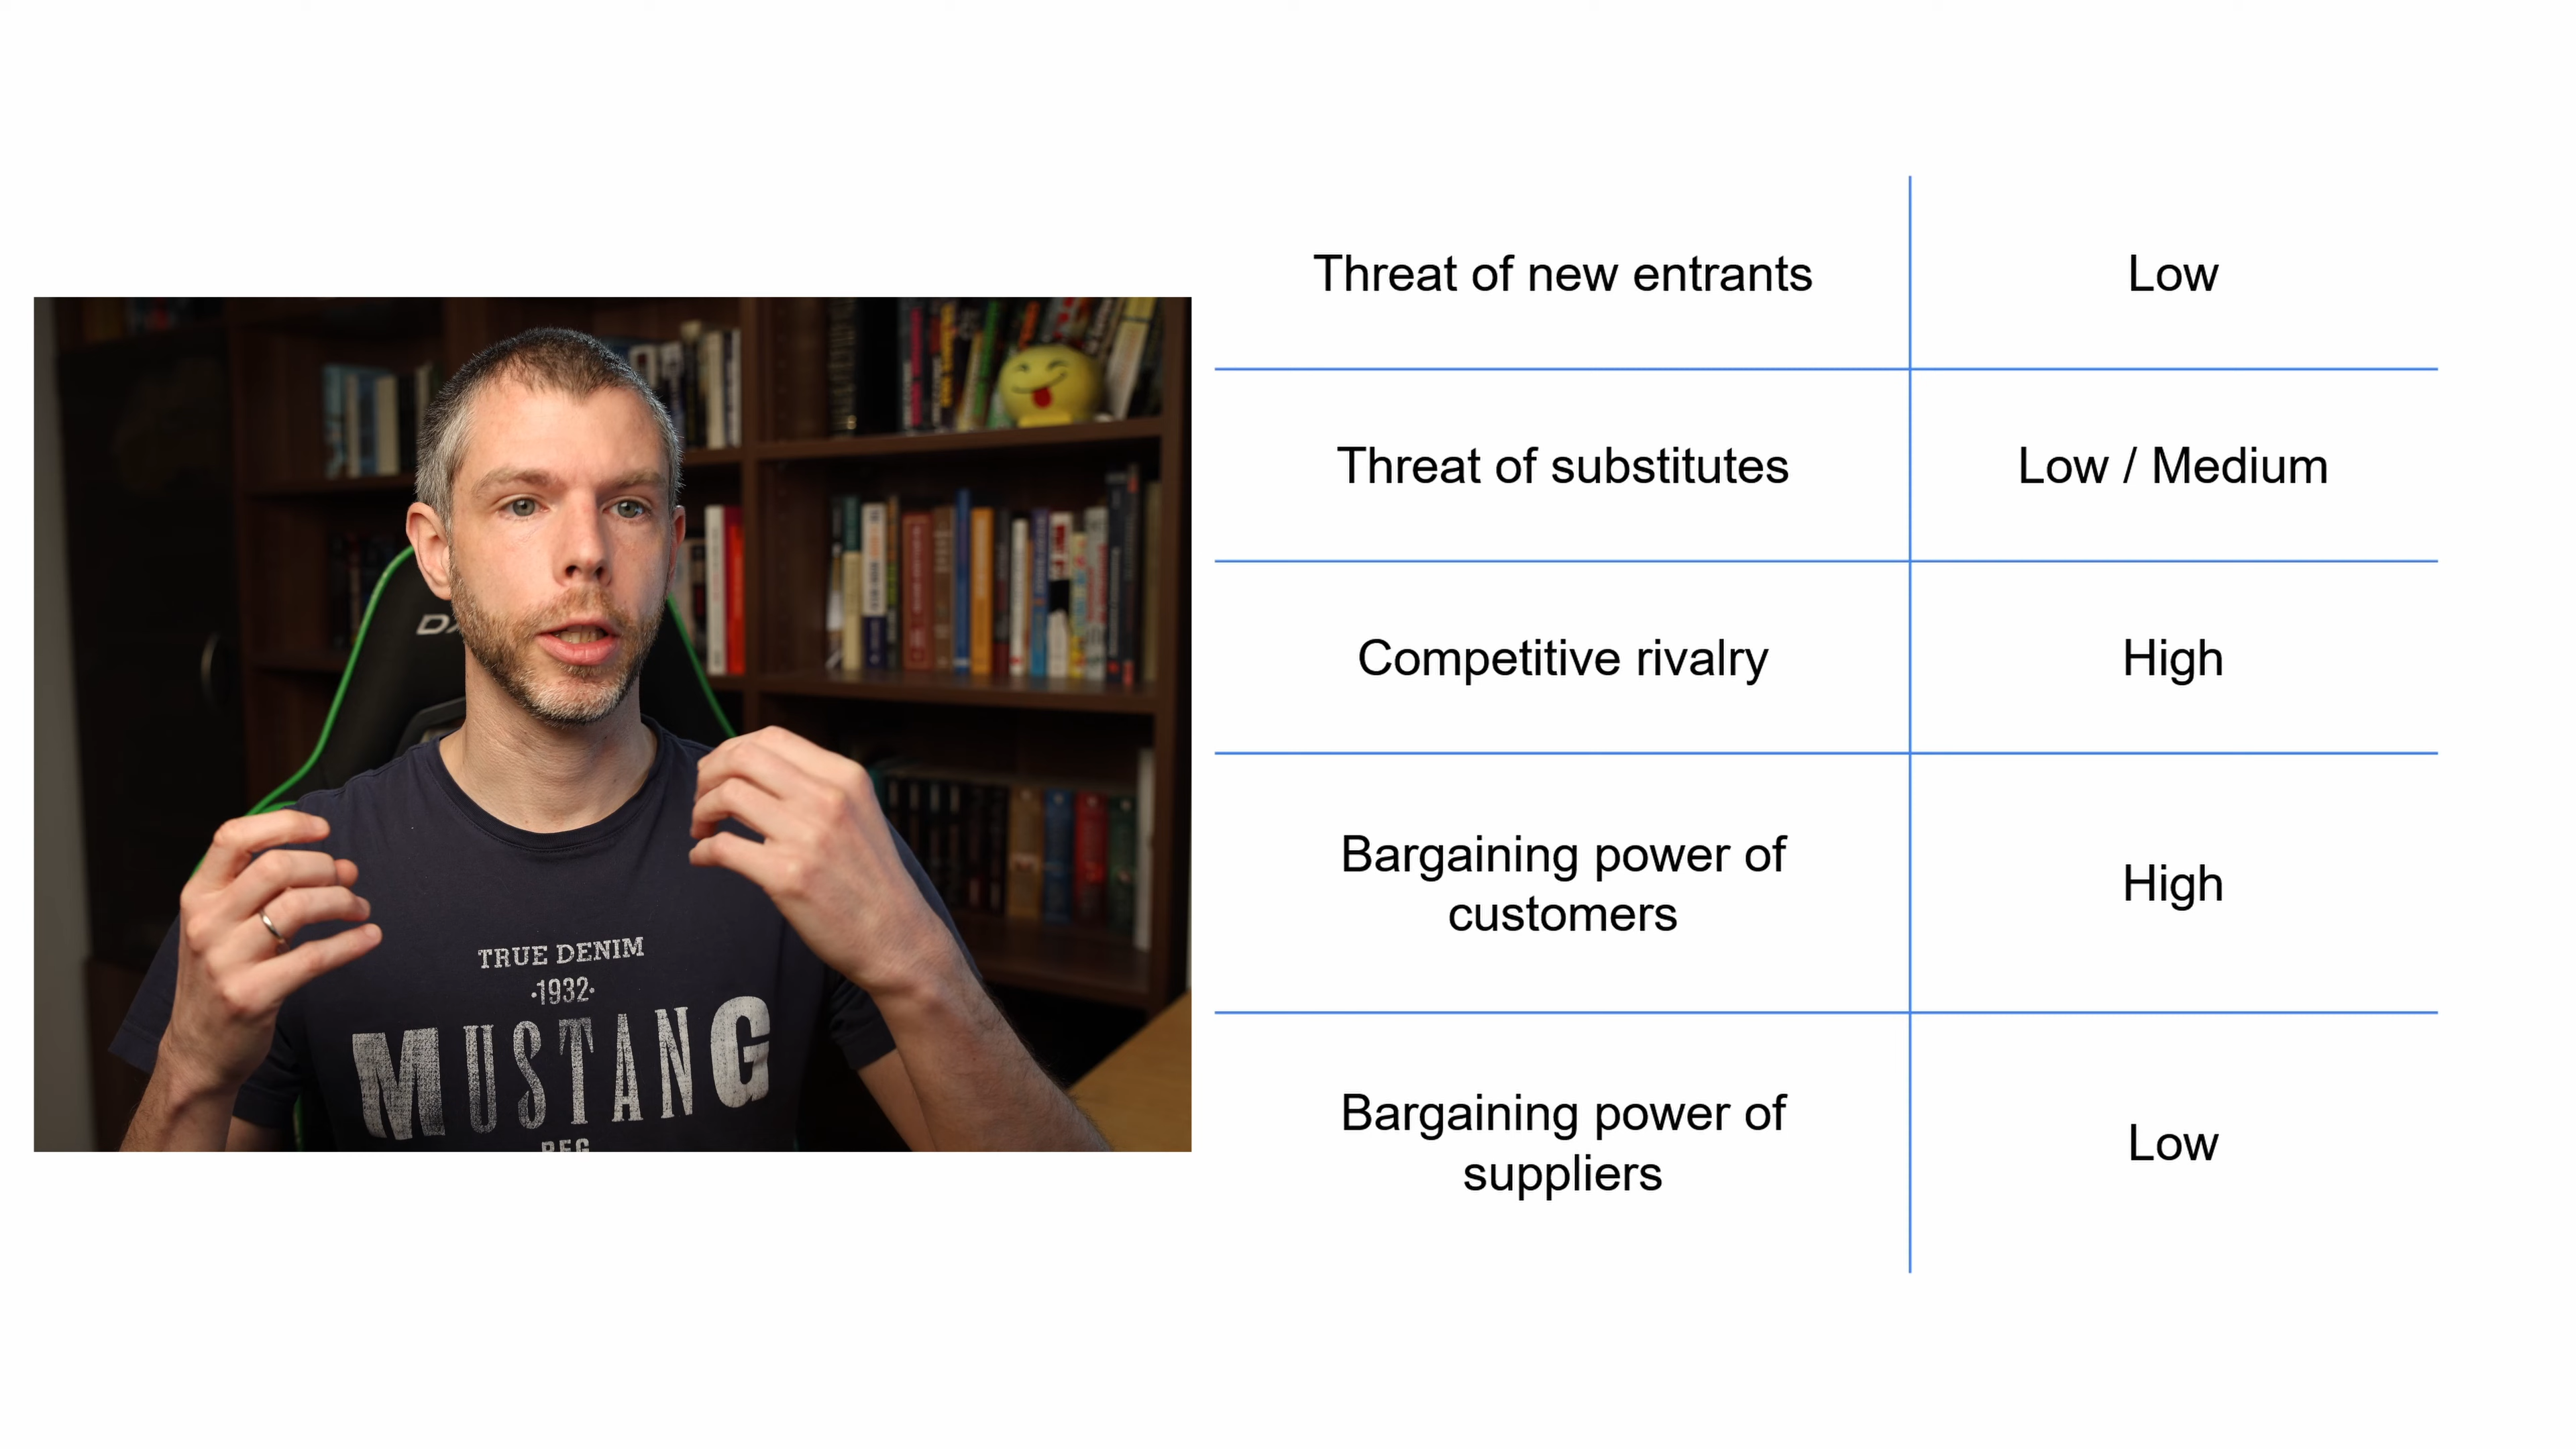 Threat of new entrants
Low
Threat of substitutes
Low / Medium
Competitive rivalry
High
Bargaining power of
customers
High
Bargaining power of
suppliers
Low
TRUE DENIM
·1932·
MUSTANG
REG